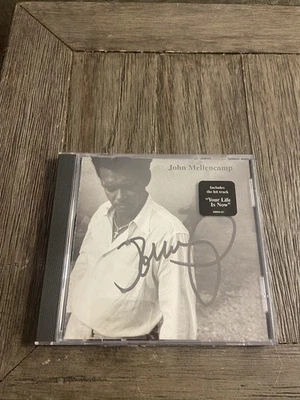 John Mellencamp
Includes
the hit track
"Your Life
Is Now"